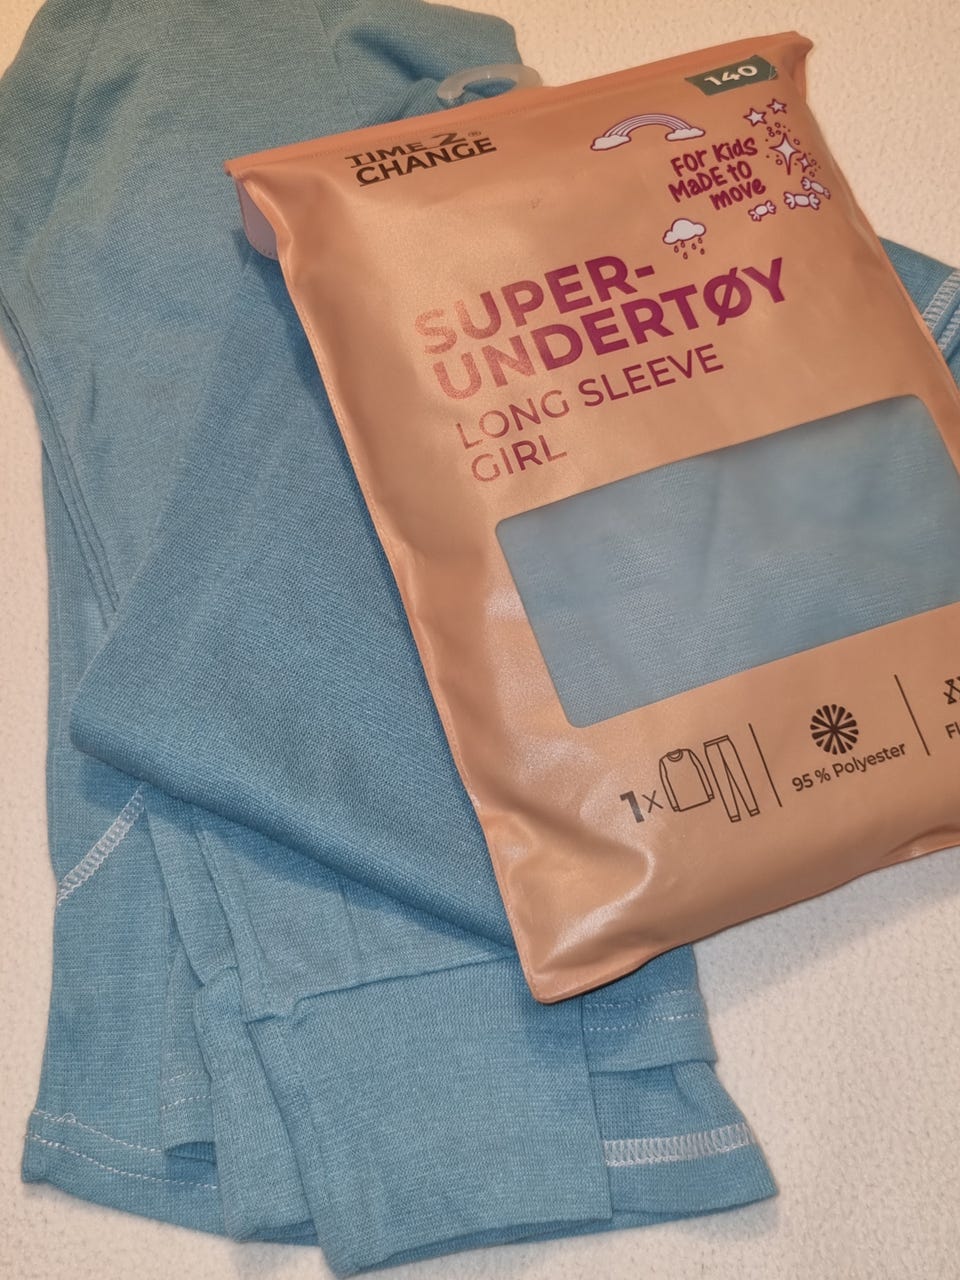 140
TIME 2®
CHANGE
FOR KiDS
MADE to
move
SUPER-
UNDERTØY
LONG SLEEVE
GIRL
1x
95 % Polyester